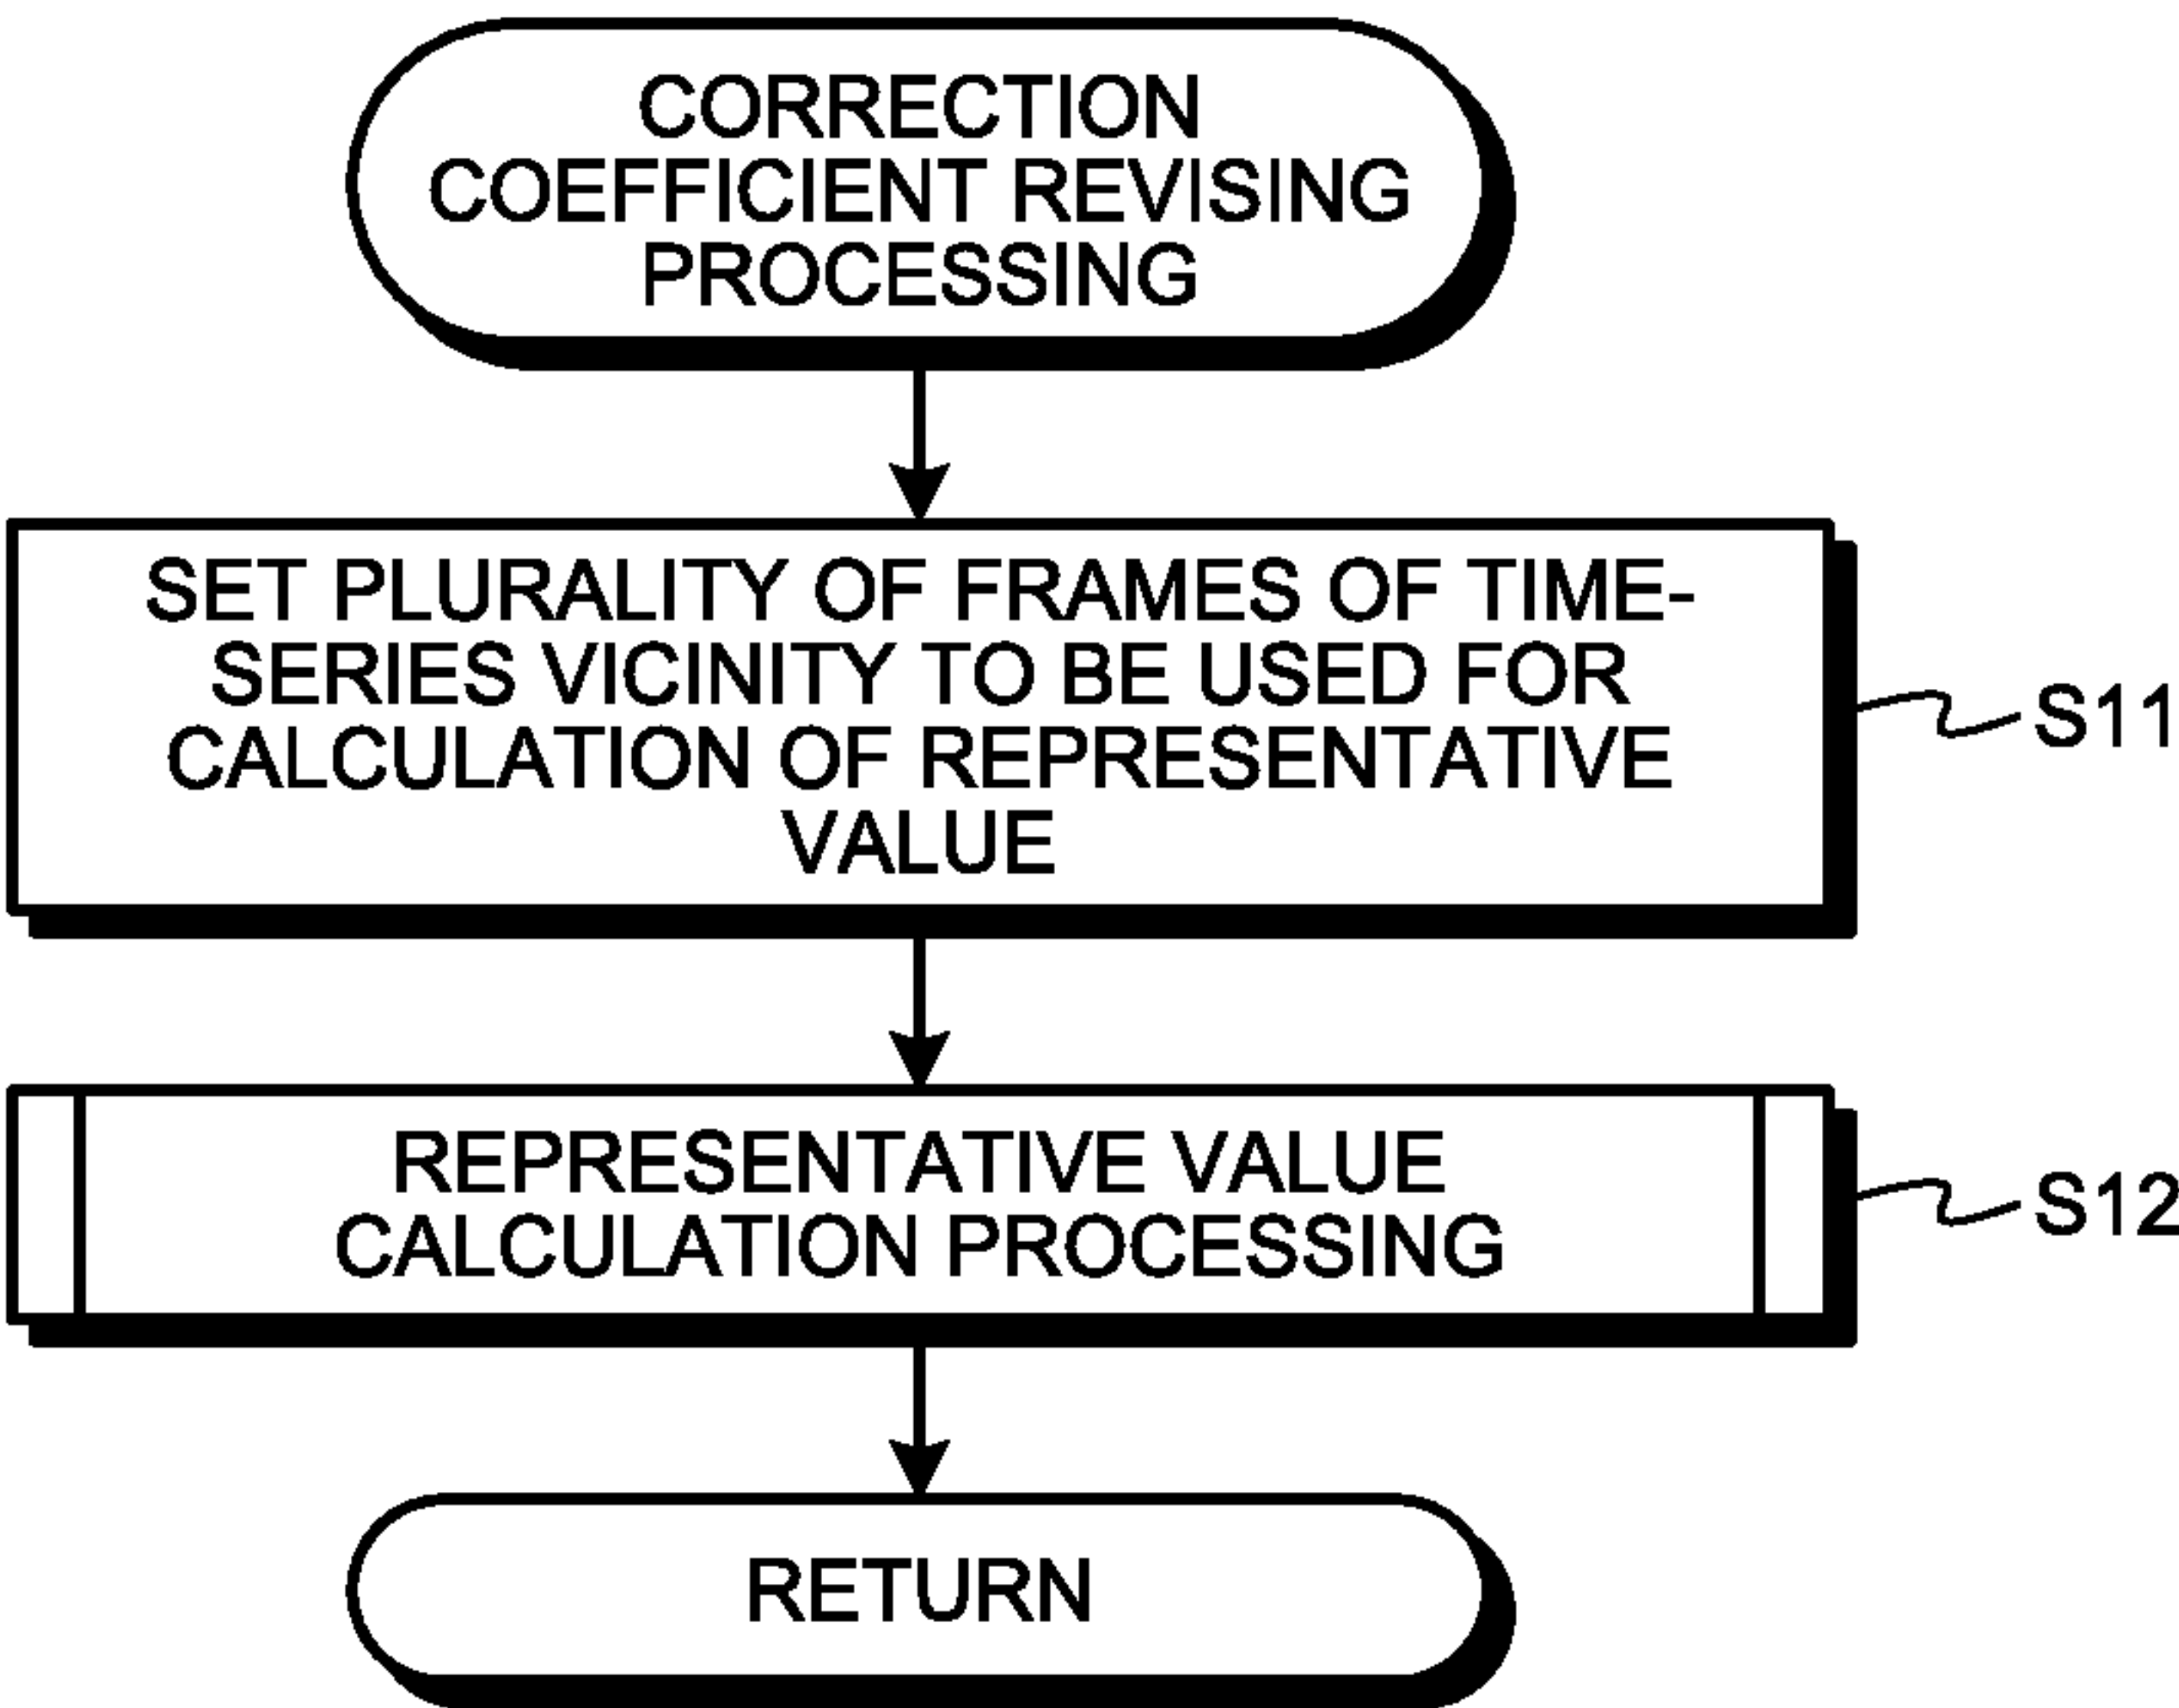 CORRECTION
COEFFICIENT REVISING
PROCESSING
SET PLURALITY OF FRAMES OF TIME-
SERIES VICINITY TO BE USED FOR
CALCULATION OF REPRESENTATIVE
VALUE
S11
REPRESENTATIVE VALUE
CALCULATION PROCESSING
S12
RETURN